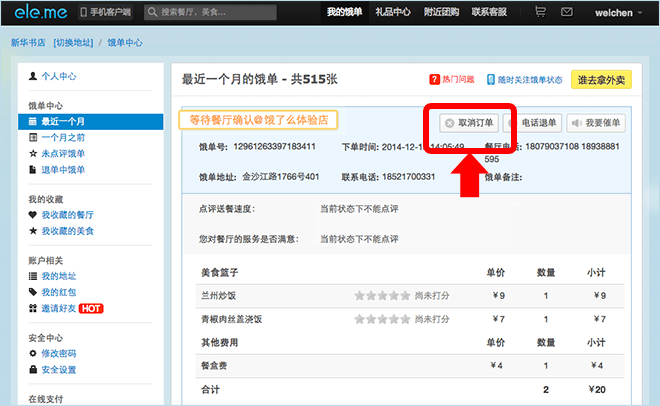 ele.me 手机客户端 搜索餐厅,美食... 我的饿单 礼品中心 附近团购 联系客服 weichen
新华书店 [切换地址] / 饿单中心
个人中心
饿单中心
最近一个月
一个月之前
未点评饿单
退单中饿单
我的收藏
我收藏的餐厅
我收藏的美食
账户相关
我的地址
我的红包
邀请好友 HOT
安全中心
修改密码
安全设置
在线支付
最近一个月的饿单 - 共515张 ? 热门问题 随时关注饿单状态 谁去拿外卖
等待餐厅确认@饿了么体验店 取消订单 电话退单 我要催单
饿单号: 12961263397183411 下单时间: 2014-12-1 14:05:49 餐厅电话: 18079037108 18938881
595
饿单地址: 金沙江路1766号401 联系电话: 18521700331 饿单备注:
点评送餐速度: 当前状态下不能点评
您对餐厅的服务是否满意: 当前状态下不能点评
美食篮子 单价 数量 小计
兰州炒饭 尚未打分 ¥9 1 ¥9
青椒肉丝盖浇饭 尚未打分 ¥7 1 ¥7
其他费用 单价 数量 小计
餐盒费 ¥4 1 ¥4
合计 2 ¥20